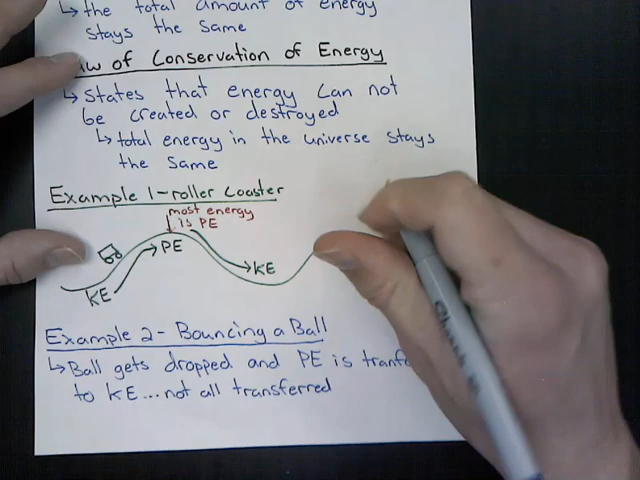 ↳ the total amount of energy
stays the same
aw of Conservation of Energy
↳ States that energy can not
be created or destroyed
↳ total energy in the universe stays
the same
Example 1-roller coaster
most energy
is PE
PE
KE
KE
Example 2- Bouncing a Ball
↳ Ball gets dropped and PE is tranf
to KE...not all transferred